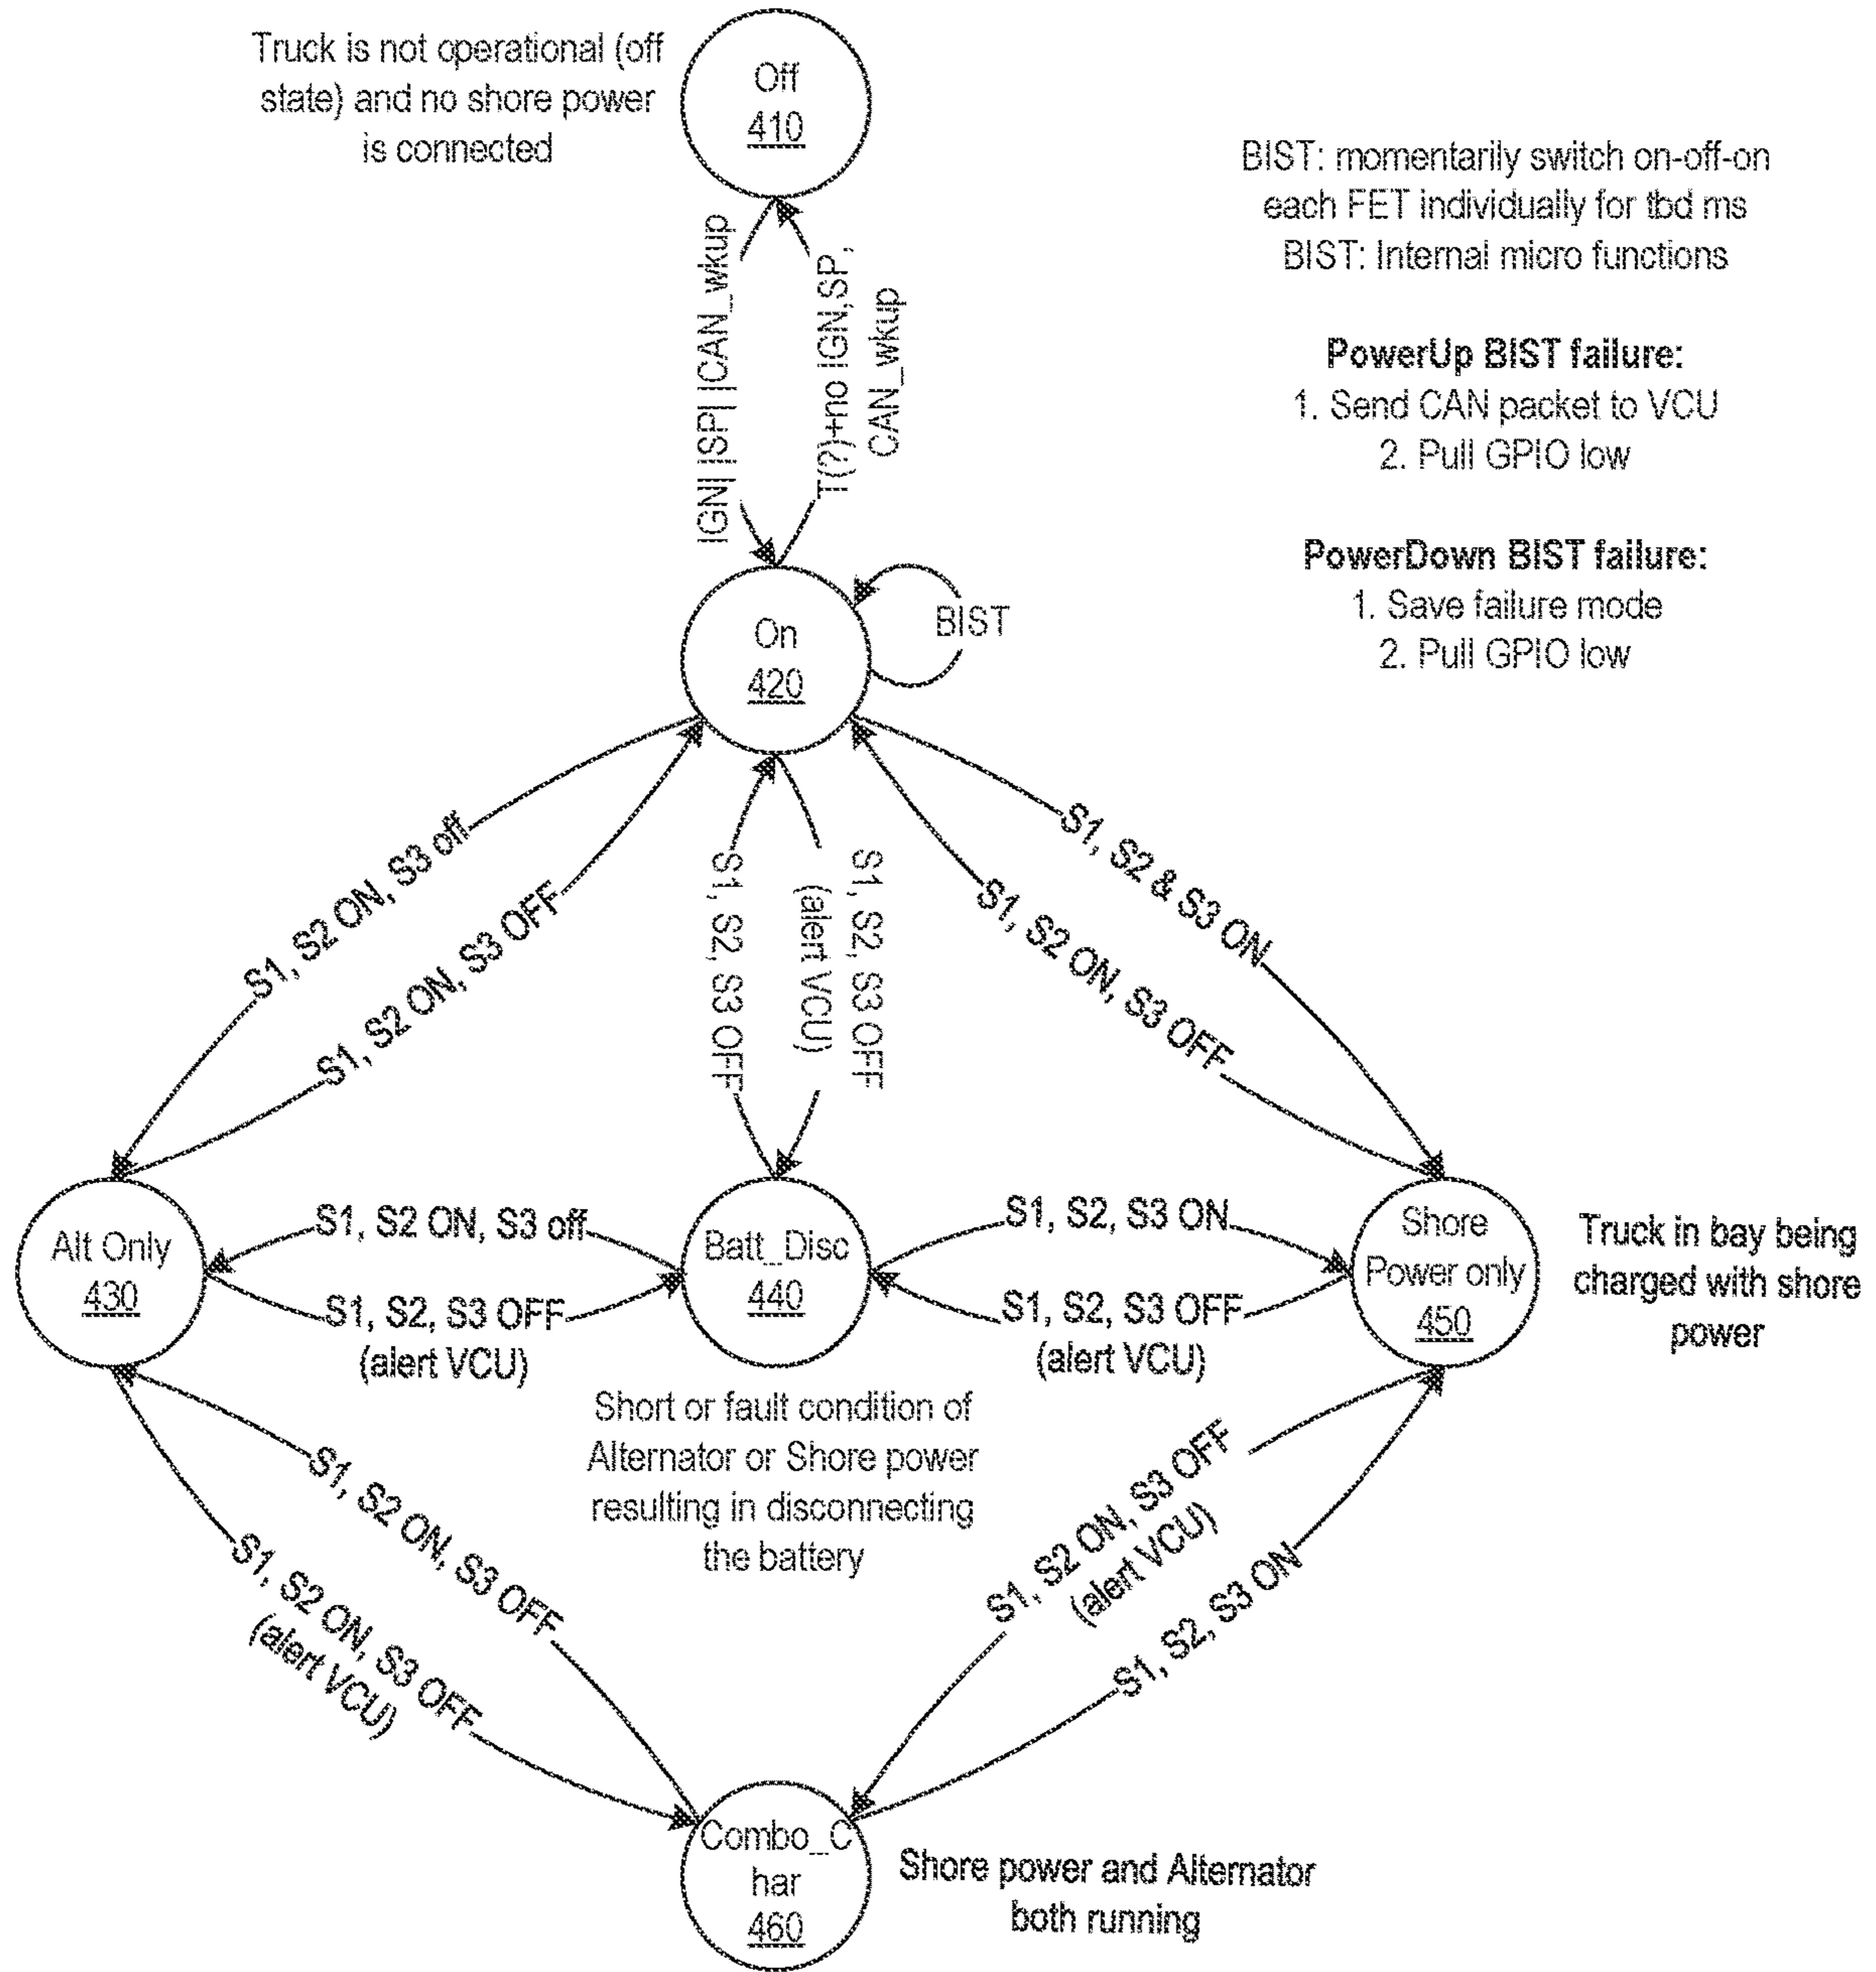 Truck is not operational (off
state) and no shore power
is connected
Off
410
BIST: momentarily switch on-off-on
each FET individually for tbd ms
BIST: Internal micro functions
PowerUp BIST failure:
1. Send CAN packet to VCU
2. Pull GPIO low
PowerDown BIST failure:
1. Save failure mode
2. Pull GPIO low
IGN||SP||CAN_wkup
T(?)+no IGN,SP,
CAN_wkup
On
420
BIST
S1, S2 ON, S3 off
S1, S2 ON, S3 OFF
S1, S2, S3 OFF
S1, S2, S3 OFF
(alert VCU)
S1, S2 & S3 ON
S1, S2 ON, S3 OFF
Alt Only
430
S1, S2 ON, S3 off
S1, S2, S3 OFF
(alert VCU)
Batt_Disc
440
Short or fault condition of
Alternator or Shore power
resulting in disconnecting
the battery
S1, S2, S3 ON
S1, S2, S3 OFF
(alert VCU)
Shore
Power only
450
Truck in bay being
charged with shore
power
S1, S2 ON, S3 OFF
S1, S2 ON, S3 OFF
(alert VCU)
S1, S2 ON, S3 OFF
(alert VCU)
S1, S2, S3 ON
Combo_C
har
460
Shore power and Alternator
both running